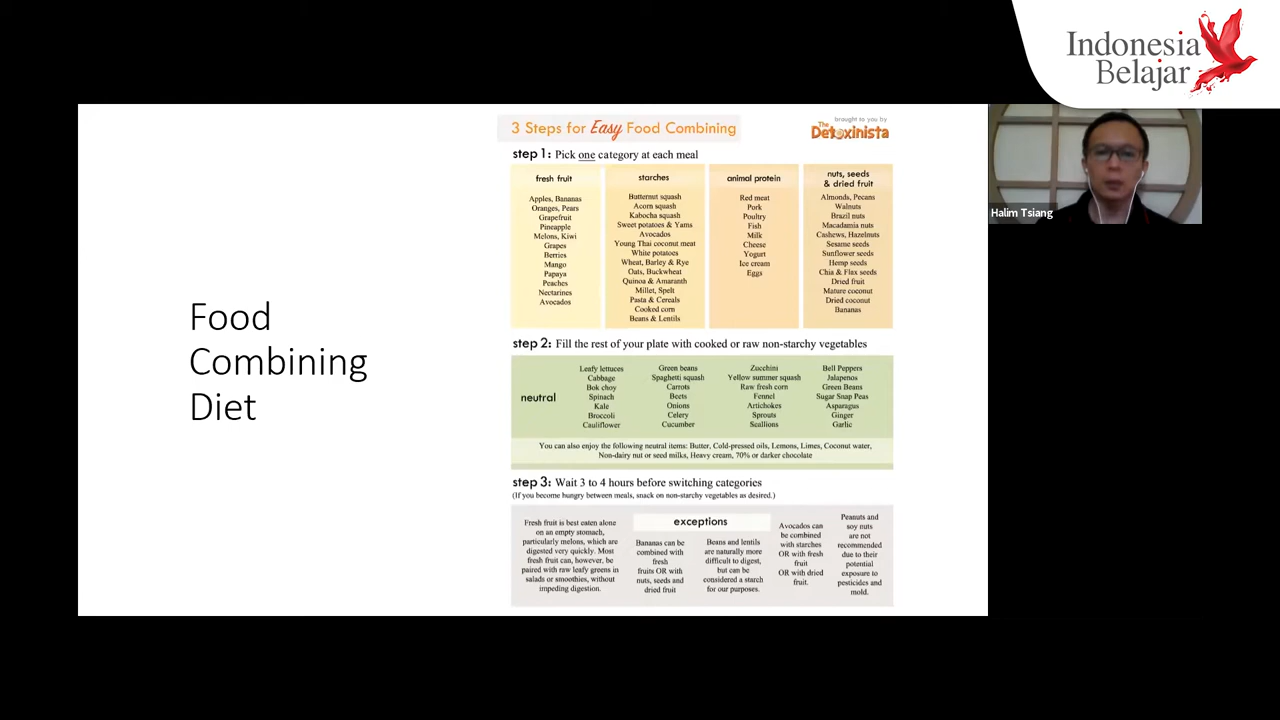 Indonesia
Belajar
Halim Tsiang
Food
Combining
Diet
3 Steps for Easy Food Combining
brought to you by
The
Detoxinista
step 1: Pick one category at each meal
fresh fruit
Apples, Bananas
Oranges, Pears
Grapefruit
Pineapple
Melons, Kiwi
Grapes
Berries
Mango
Papaya
Peaches
Nectarines
Avocados
starches
Butternut squash
Acorn squash
Kabocha squash
Sweet potatoes & Yams
Avocados
Young Thai coconut meat
White potatoes
Wheat, Barley & Rye
Oats, Buckwheat
Quinoa & Amaranth
Millet, Spelt
Pasta & Cereals
Cooked corn
Beans & Lentils
animal protein
Red meat
Pork
Poultry
Fish
Milk
Cheese
Yogurt
Ice cream
Eggs
nuts, seeds
& dried fruit
Almonds, Pecans
Walnuts
Brazil nuts
Macadamia nuts
Cashews, Hazelnuts
Sesame seeds
Sunflower seeds
Hemp seeds
Chia & Flax seeds
Dried fruit
Mature coconut
Dried coconut
Bananas
step 2: Fill the rest of your plate with cooked or raw non-starchy vegetables
neutral
Leafy lettuces
Cabbage
Bok choy
Spinach
Kale
Broccoli
Cauliflower
Green beans
Spaghetti squash
Carrots
Beets
Onions
Celery
Cucumber
Zucchini
Yellow summer squash
Raw fresh corn
Fennel
Artichokes
Sprouts
Scallions
Bell Peppers
Jalapenos
Green Beans
Sugar Snap Peas
Asparagus
Ginger
Garlic
You can also enjoy the following neutral items: Butter, Cold-pressed oils, Lemons, Limes, Coconut water,
Non-dairy nut or seed milks, Heavy cream, 70% or darker chocolate
step 3: Wait 3 to 4 hours before switching categories
(If you become hungry between meals, snack on non-starchy vegetables as desired.)
Fresh fruit is best eaten alone
on an empty stomach,
particularly melons, which are
digested very quickly. Most
fresh fruit can, however, be
paired with raw leafy greens in
salads or smoothies, without
impeding digestion.
exceptions
Bananas can be
combined with
fresh
fruits OR with
nuts, seeds and
dried fruit
Beans and lentils
are naturally more
difficult to digest,
but can be
considered a starch
for our purposes.
Avocados can
be combined
with starches
OR with fresh
fruit
OR with dried
fruit.
Peanuts and
soy nuts
are not
recommended
due to their
potential
exposure to
pesticides and
mold.